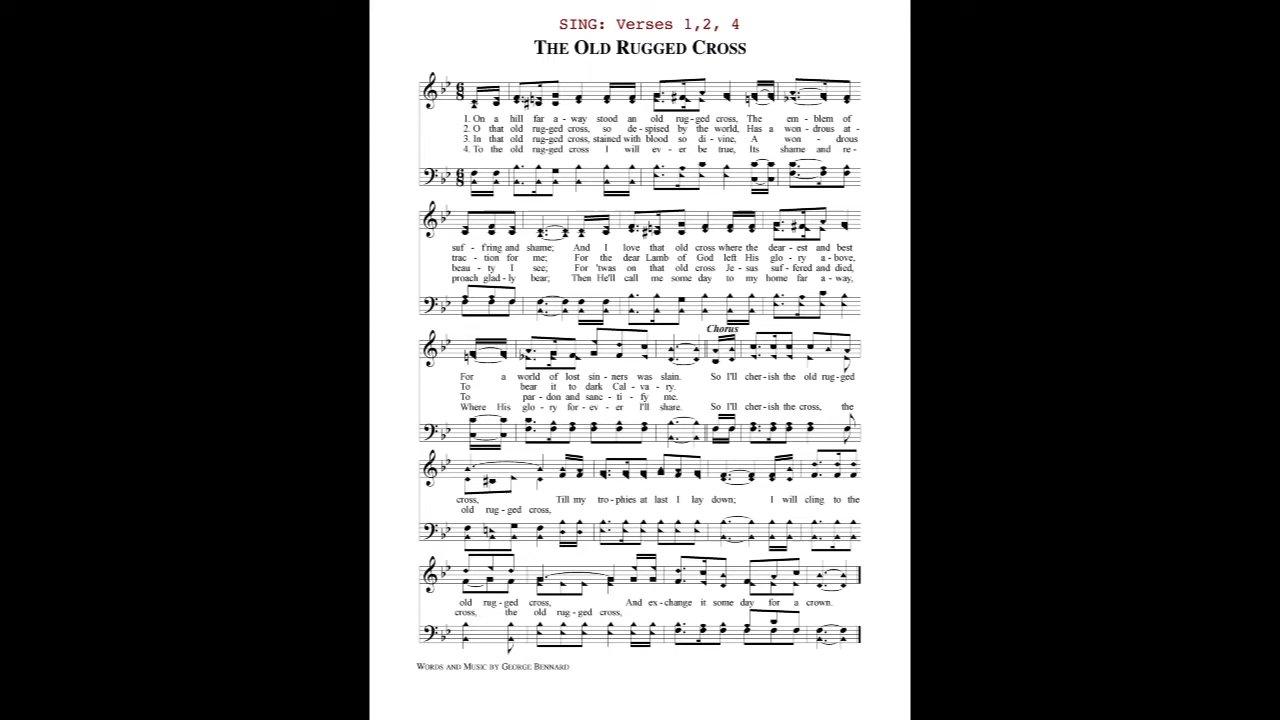 SING: Verses 1,2, 4
THE OLD RUGGED CROSS
1. On a hill far a-way stood an old rug-ged cross, The em-blem of
2. O that old rug-ged cross, so de-spised by the world, Has a won-drous at-
3. In that old rug-ged cross, stained with blood so di-vine, A won-drous
4. To the old rug-ged cross I will ev-er be true, Its shame and re-
suf-f'ring and shame; And I love that old cross where the dear-est and best
trac-tion for me; For the dear Lamb of God left His glo-ry a-bove,
beau-ty I see; For 'twas on that old cross Je-sus suf-fered and died,
proach glad-ly bear; Then He'll call me some day to my home far a-way,
Chorus
For a world of lost sin-ners was slain. So I'll cher-ish the old rug-ged
To bear it to dark Cal-va-ry.
To par-don and sanc-ti-fy me.
Where His glo-ry for-ev-er I'll share. So I'll cher-ish the cross, the
cross, Till my tro-phies at last I lay down; I will cling to the
old rug-ged cross,
old rug-ged cross, And ex-change it some day for a crown.
cross, the old rug-ged cross,
WORDS AND MUSIC BY GEORGE BENNARD